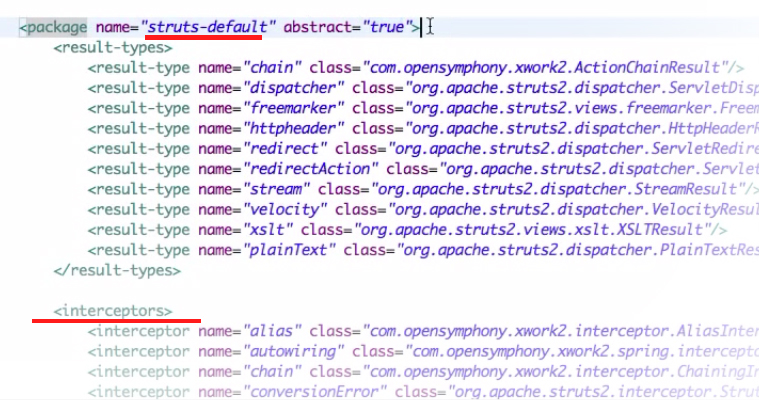 <package name="struts-default" abstract="true">
<result-types>
<result-type name="chain" class="com.opensymphony.xwork2.ActionChainResult"/>
<result-type name="dispatcher" class="org.apache.struts2.dispatcher.ServletDisp
<result-type name="freemarker" class="org.apache.struts2.views.freemarker.Freem
<result-type name="httpheader" class="org.apache.struts2.dispatcher.HttpHeaderR
<result-type name="redirect" class="org.apache.struts2.dispatcher.ServletRedire
<result-type name="redirectAction" class="org.apache.struts2.dispatcher.Servlet
<result-type name="stream" class="org.apache.struts2.dispatcher.StreamResult"/>
<result-type name="velocity" class="org.apache.struts2.dispatcher.VelocityResul
<result-type name="xslt" class="org.apache.struts2.views.xslt.XSLTResult"/>
<result-type name="plainText" class="org.apache.struts2.dispatcher.PlainTextRes
</result-types>
<interceptors>
<interceptor name="alias" class="com.opensymphony.xwork2.interceptor.AliasInter
<interceptor name="autowiring" class="com.opensymphony.xwork2.spring.intercepto
<interceptor name="chain" class="com.opensymphony.xwork2.interceptor.ChainingIn
<interceptor name="conversionError" class="org.apache.struts2.interceptor.Strut